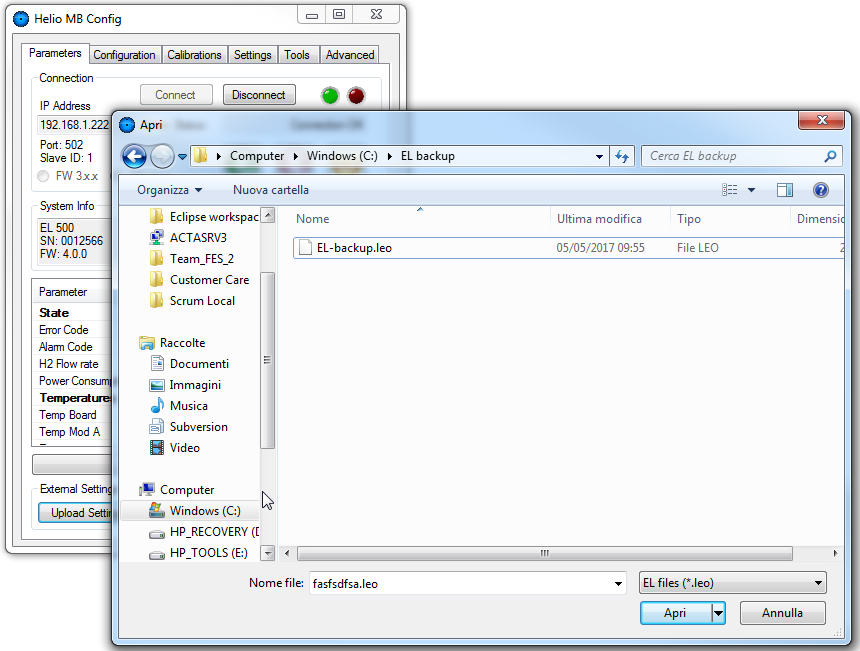 Helio MB Config
Parameters Configuration Calibrations Settings Tools Advanced
Connection
Connect Disconnect
IP Address
192.168.1.222
Port: 502
Slave ID: 1
FW 3.x.x
System Info
EL 500
SN: 0012566
FW: 4.0.0
Parameter
State
Error Code
Alarm Code
H2 Flow rate
Power Consump
Temperatures
Temp Board
Temp Mod A
External Setting
Upload Settin
Apri
Computer Windows (C:) EL backup
Cerca EL backup
Organizza Nuova cartella
Eclipse workspac
ACTASRV3
Team_FES_2
Customer Care
Scrum Local
Raccolte
Documenti
Immagini
Musica
Subversion
Video
Computer
Windows (C:)
HP_RECOVERY (D
HP_TOOLS (E:)
Nome Ultima modifica Tipo Dimensio
EL-backup.leo 05/05/2017 09:55 File LEO 2
Nome file: fasfsdfsa.leo EL files (*.leo)
Apri Annulla